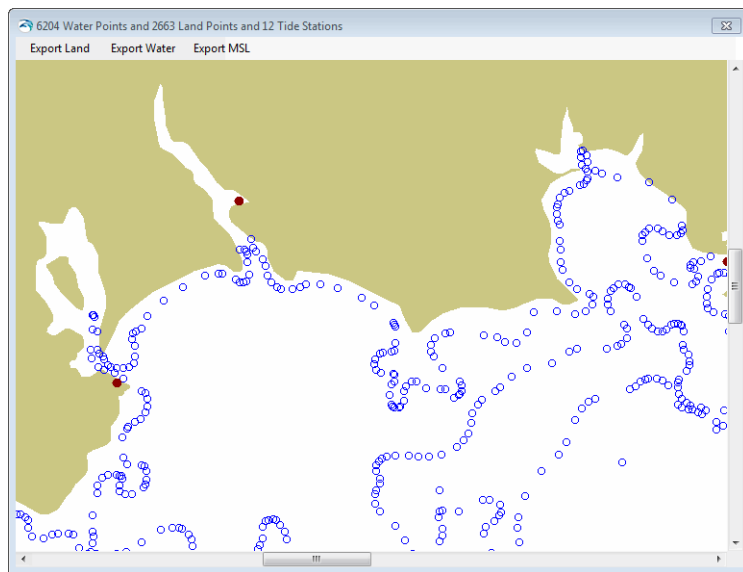 6204 Water Points and 2663 Land Points and 12 Tide Stations
Export Land Export Water Export MSL